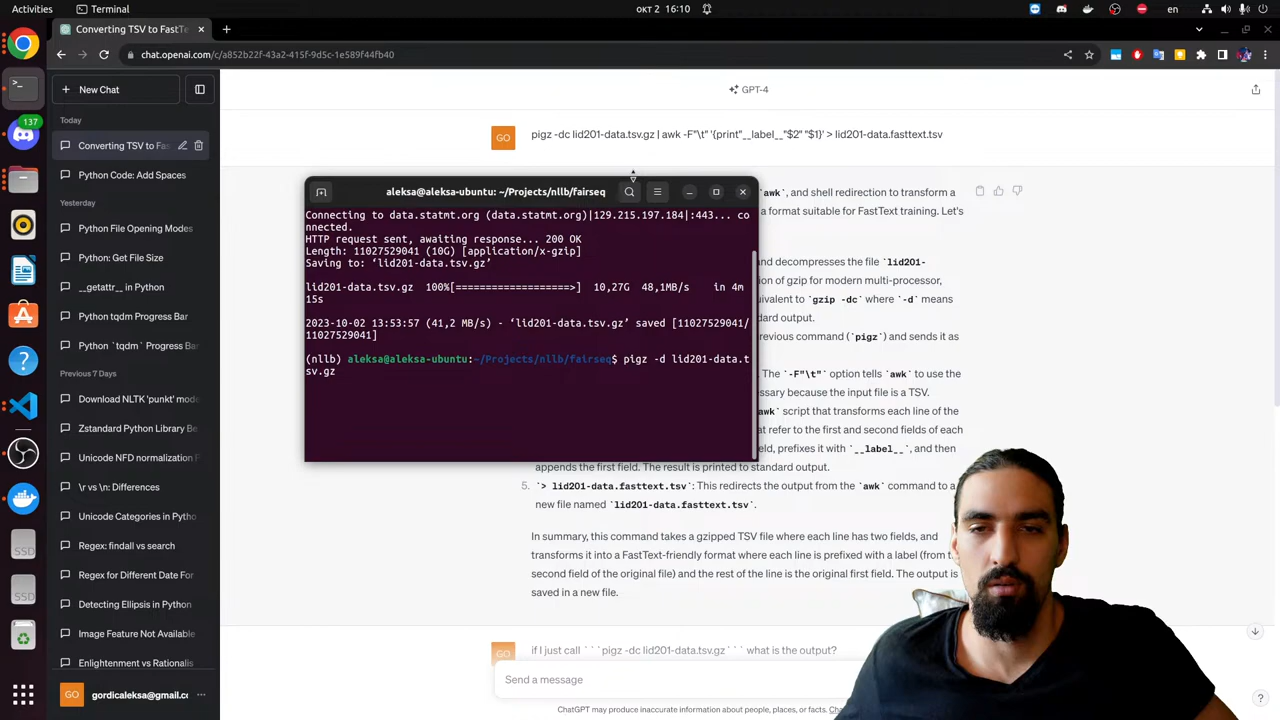 Activities
Terminal
окт 2 16:10
en
Converting TSV to FastTe
chat.openai.com/c/a852b22f-43a2-415f-9d5c-1e589f44fb40
New Chat
GPT-4
Today
Converting TSV to Fas
Python Code: Add Spaces
Yesterday
Python File Opening Modes
Python: Get File Size
__getattr__ in Python
Python tqdm Progress Bar
Python `tqdm` Progress Bar
Previous 7 Days
Download NLTK 'punkt' mode
Zstandard Python Library Be
Unicode NFD normalization F
\r vs \n: Differences
Unicode Categories in Pytho
Regex: findall vs search
Regex for Different Date For
Detecting Ellipsis in Python
Image Feature Not Available
Enlightenment vs Rationalis
GO gordicaleksa@gmail.cc ...
137
SSD
SSD
GO
pigz -dc lid201-data.tsv.gz | awk -F"\t" '{print"__label__"$2" "$1}' > lid201-data.fasttext.tsv
aleksa@aleksa-ubuntu: ~/Projects/nllb/fairseq
Connecting to data.statmt.org (data.statmt.org)|129.215.197.184|:443... co
nnected.
HTTP request sent, awaiting response... 200 OK
Length: 11027529041 (10G) [application/x-gzip]
Saving to: ‘lid201-data.tsv.gz’
lid201-data.tsv.gz 100%[===================>] 10,27G 48,1MB/s in 4m
15s
2023-10-02 13:53:57 (41,2 MB/s) - ‘lid201-data.tsv.gz’ saved [11027529041/
11027529041]
(nllb) aleksa@aleksa-ubuntu:~/Projects/nllb/fairseq$ pigz -d lid201-data.t
sv.gz
`awk`, and shell redirection to transform a
a format suitable for FastText training. Let's
and decompresses the file `lid201-
ion of gzip for modern multi-processor,
uivalent to `gzip -dc` where `-d` means
dard output.
revious command (`pigz`) and sends it as
The `-F"\t"` option tells `awk` to use the
essary because the input file is a TSV.
awk` script that transforms each line of the
at refer to the first and second fields of each
ield, prefixes it with `__label__`, and then
appends the first field. The result is printed to standard output.
5. `> lid201-data.fasttext.tsv`: This redirects the output from the `awk` command to a
new file named `lid201-data.fasttext.tsv`.
In summary, this command takes a gzipped TSV file where each line has two fields, and
transforms it into a FastText-friendly format where each line is prefixed with a label (from t
second field of the original file) and the rest of the line is the original first field. The output is
saved in a new file.
GO
if I just call ```pigz -dc lid201-data.tsv.gz ``` what is the output?
Send a message
ChatGPT may produce inaccurate information about people, places, or facts.
?